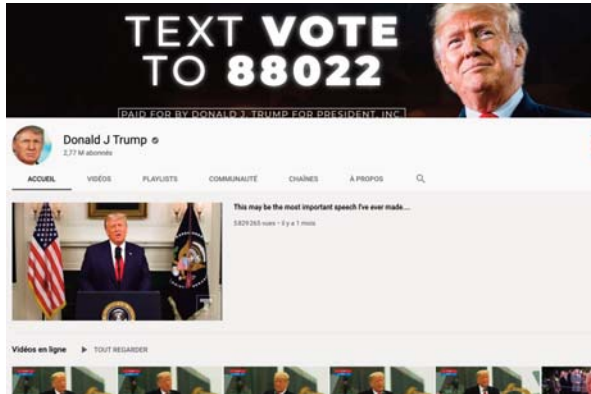 TEXT VOTE
TO 88022
PAID FOR BY DONALD J. TRUMP FOR PRESIDENT, INC.
Donald J Trump
2,77 M abonnés
ACCUEIL VIDÉOS PLAYLISTS COMMUNAUTÉ CHAÎNES À PROPOS
This may be the most important speech I've ever made....
5 829 265 vues • il y a 1 mois
Vidéos en ligne TOUT REGARDER